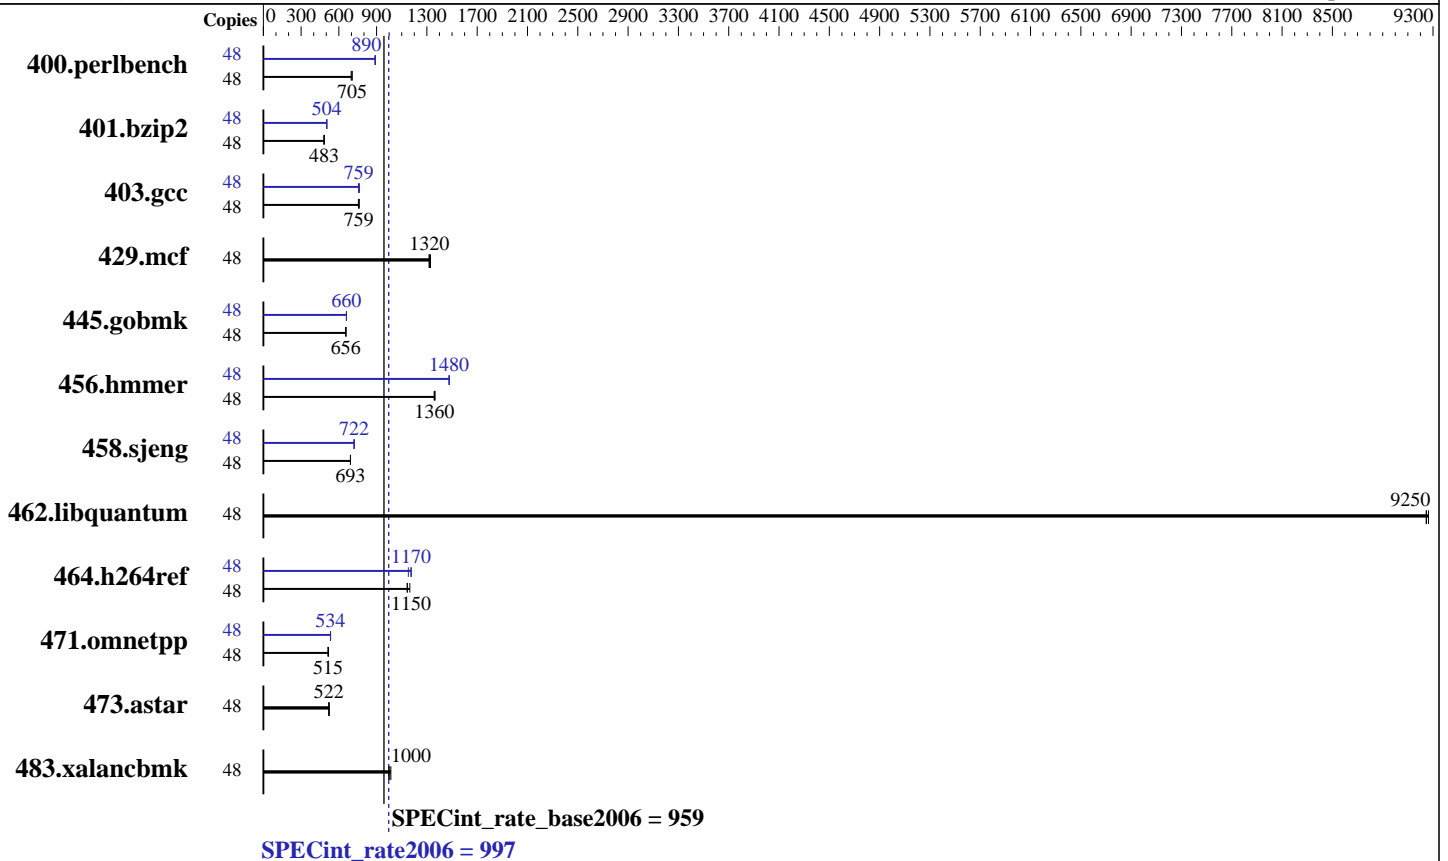 Copies 0 300 600 900 1300 1700 2100 2500 2900 3300 3700 4100 4500 4900 5300 5700 6100 6500 6900 7300 7700 8100 8500 9300
400.perlbench 48 890
48 705
401.bzip2 48 504
48 483
403.gcc 48 759
48 759
429.mcf 48 1320
445.gobmk 48 660
48 656
456.hmmer 48 1480
48 1360
458.sjeng 48 722
48 693
462.libquantum 48 9250
464.h264ref 48 1170
48 1150
471.omnetpp 48 534
48 515
473.astar 48 522
483.xalancbmk 48 1000
SPECint_rate_base2006 = 959
SPECint_rate2006 = 997